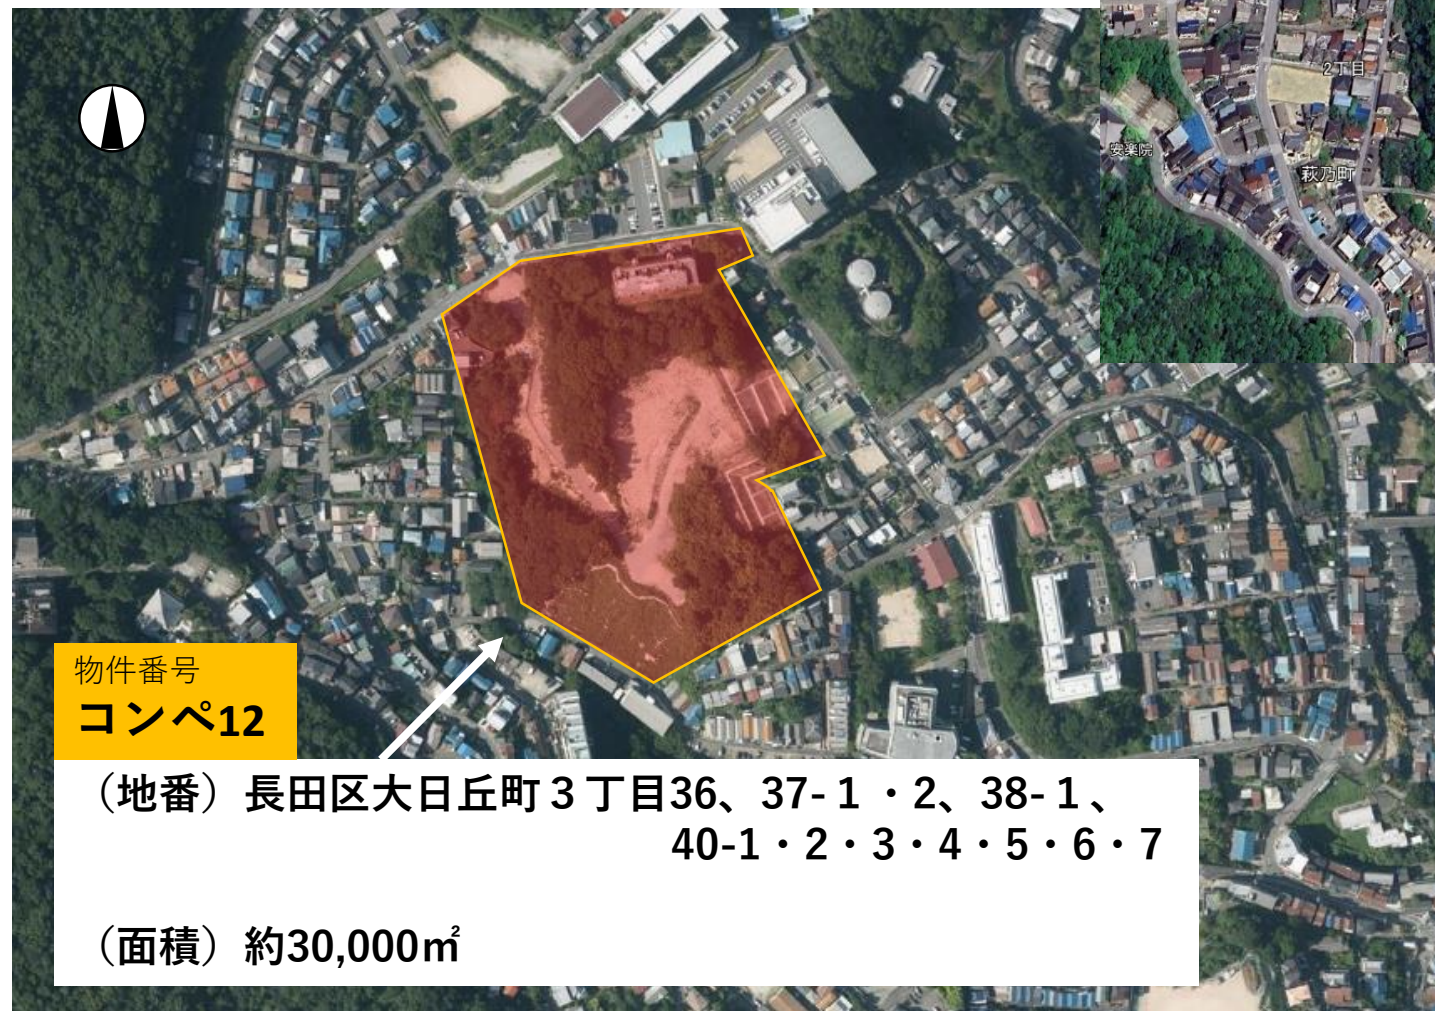 2丁目
安楽院
萩乃町
物件番号
コンペ12
（地番）長田区大日丘町３丁目36、37-１・2、38-１、
40-1・2・3・4・5・6・7
（面積）約30,000㎡